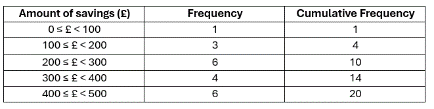 Amount of savings (£) Frequency Cumulative Frequency
0 ≤ £ < 100 1 1
100 ≤ £ < 200 3 4
200 ≤ £ < 300 6 10
300 ≤ £ < 400 4 14
400 ≤ £ < 500 6 20